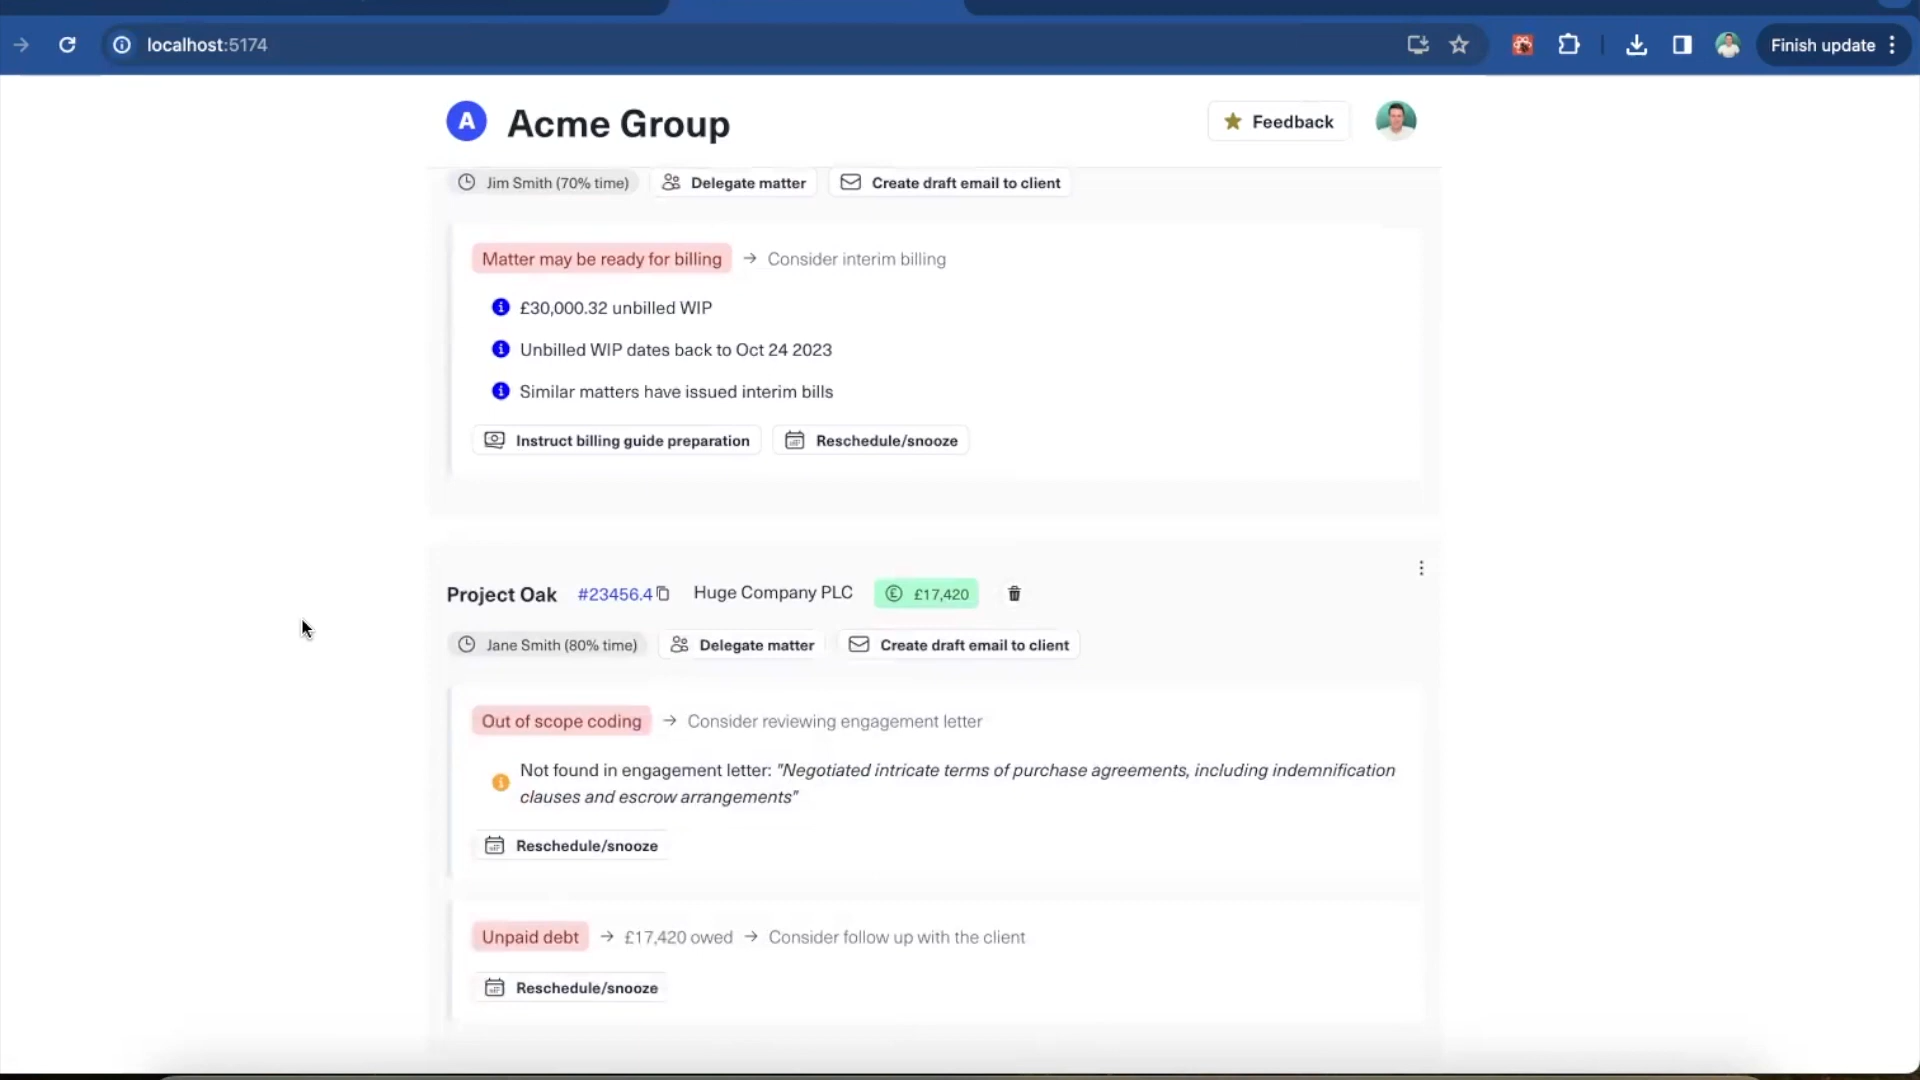 localhost:5174
Finish update
A Acme Group
Feedback
Jim Smith (70% time) Delegate matter Create draft email to client
Matter may be ready for billing → Consider interim billing
£30,000.32 unbilled WIP
Unbilled WIP dates back to Oct 24 2023
Similar matters have issued interim bills
Instruct billing guide preparation Reschedule/snooze
Project Oak #23456.4 Huge Company PLC £17,420
Jane Smith (80% time) Delegate matter Create draft email to client
Out of scope coding → Consider reviewing engagement letter
Not found in engagement letter: "Negotiated intricate terms of purchase agreements, including indemnification
clauses and escrow arrangements"
Reschedule/snooze
Unpaid debt → £17,420 owed → Consider follow up with the client
Reschedule/snooze